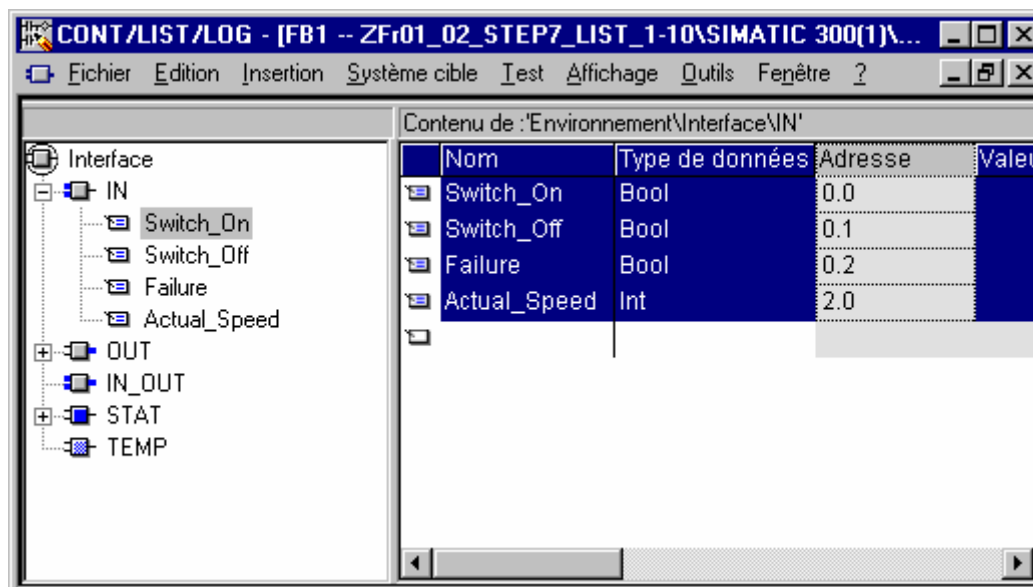 CONT/LIST/LOG - [FB1 -- ZFr01_02_STEP7_LIST_1-10\SIMATIC 300(1)\...
Fichier Edition Insertion Système cible Test Affichage Outils Fenêtre ?
Contenu de :'Environnement\Interface\IN'
Interface
IN
Switch_On
Switch_Off
Failure
Actual_Speed
OUT
IN_OUT
STAT
TEMP
Nom Type de données Adresse Valeu
Switch_On Bool 0.0
Switch_Off Bool 0.1
Failure Bool 0.2
Actual_Speed Int 2.0